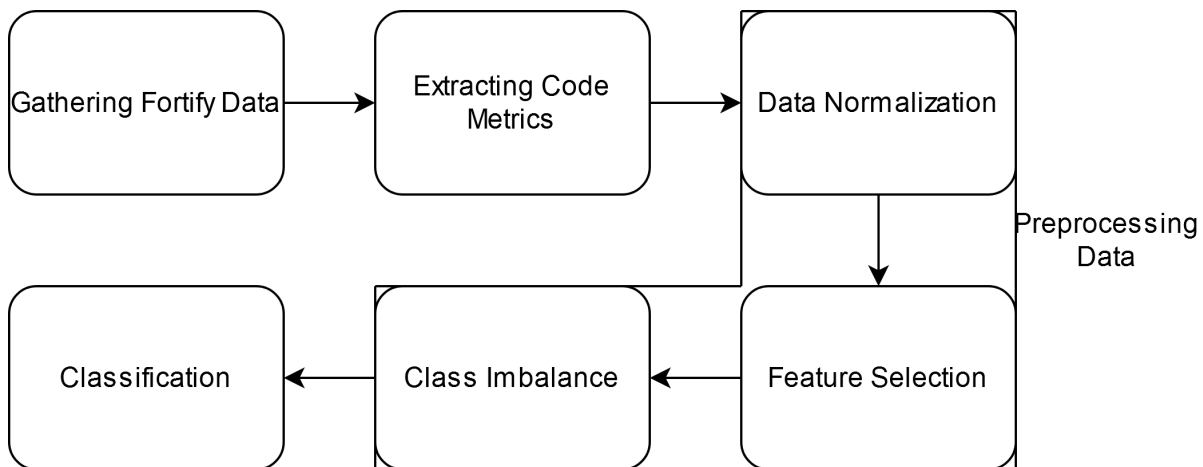 Gathering Fortify Data
Extracting Code
Metrics
Data Normalization
Preprocessing
Data
Feature Selection
Class Imbalance
Classification